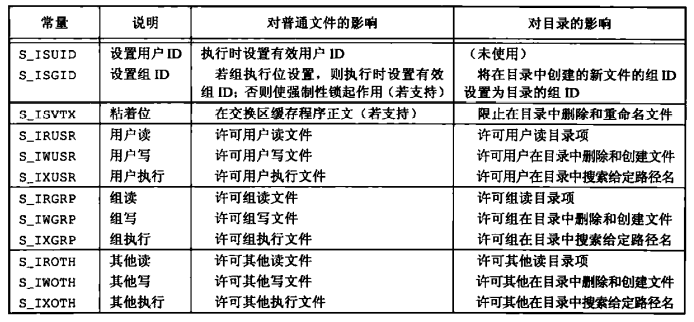 常量 说明 对普通文件的影响 对目录的影响
S_ISUID 设置用户ID 执行时设置有效用户ID （未使用）
S_ISGID 设置组ID 若组执行位设置，则执行时设置有效 将在目录中创建的新文件的组ID
组ID；否则使强制性锁起作用（若支持） 设置为目录的组ID
S_ISVTX 粘着位 在交换区缓存程序正文（若支持） 限止在目录中删除和重命名文件
S_IRUSR 用户读 许可用户读文件 许可用户读目录项
S_IWUSR 用户写 许可用户写文件 许可用户在目录中删除和创建文件
S_IXUSR 用户执行 许可用户执行文件 许可用户在目录中搜索给定路径名
S_IRGRP 组读 许可组读文件 许可组读目录项
S_IWGRP 组写 许可组写文件 许可组在目录中删除和创建文件
S_IXGRP 组执行 许可组执行文件 许可组在目录中搜索给定路径名
S_IROTH 其他读 许可其他读文件 许可其他读目录项
S_IWOTH 其他写 许可其他写文件 许可其他在目录中删除和创建文件
S_IXOTH 其他执行 许可其他执行文件 许可其他在目录中搜索给定路径名